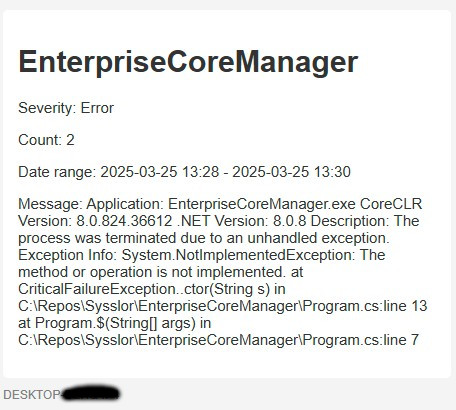 EnterpriseCoreManager
Severity: Error
Count: 2
Date range: 2025-03-25 13:28 - 2025-03-25 13:30
Message: Application: EnterpriseCoreManager.exe CoreCLR
Version: 8.0.824.36612 .NET Version: 8.0.8 Description: The
process was terminated due to an unhandled exception.
Exception Info: System.NotImplementedException: The
method or operation is not implemented. at
CriticalFailureException..ctor(String s) in
C:\Repos\Sysslor\EnterpriseCoreManager\Program.cs:line 13
at Program.$(String[] args) in
C:\Repos\Sysslor\EnterpriseCoreManager\Program.cs:line 7
DESKTOP